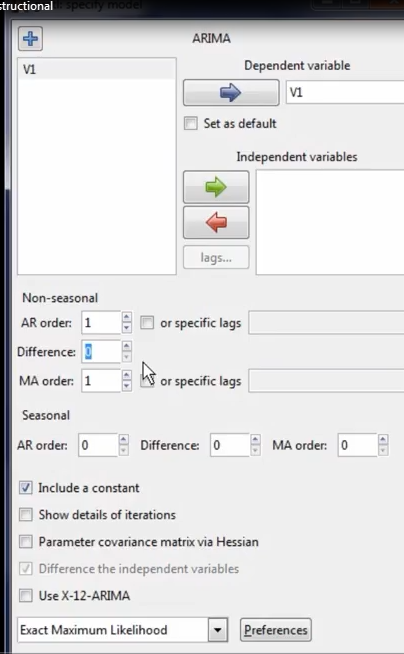 structional
: specify model
ARIMA
V1
Dependent variable
V1
Set as default
Independent variables
lags...
Non-seasonal
AR order: 1 or specific lags
Difference: 0
MA order: 1 or specific lags
Seasonal
AR order: 0 Difference: 0 MA order: 0
Include a constant
Show details of iterations
Parameter covariance matrix via Hessian
Difference the independent variables
Use X-12-ARIMA
Exact Maximum Likelihood Preferences